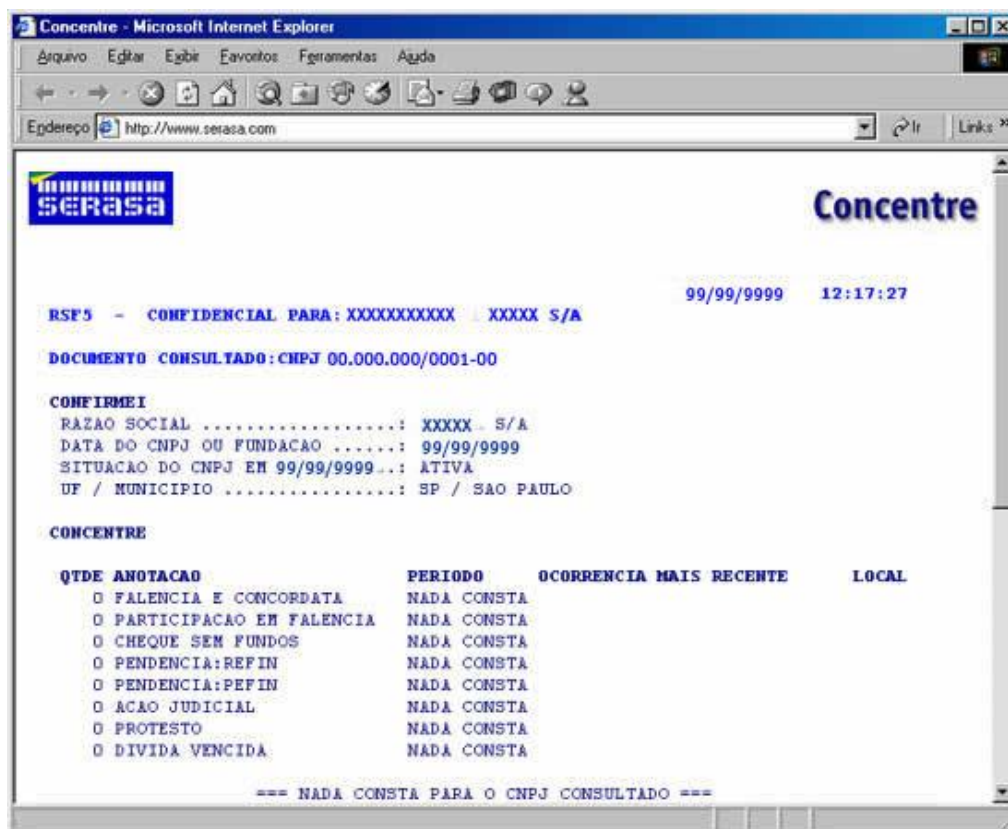 Concentre - Microsoft Internet Explorer
Arquivo Editar Exibir Favoritos Ferramentas Ajuda
Endereço http://www.serasa.com Ir Links »
serasa Concentre
99/99/9999 12:17:27
RSF5 - CONFIDENCIAL PARA: XXXXXXXXXXX XXXXX S/A
DOCUMENTO CONSULTADO:CNPJ 00.000.000/0001-00
CONFIRMEI
RAZAO SOCIAL ..................: XXXXX S/A
DATA DO CNPJ OU FUNDACAO ......: 99/99/9999
SITUACAO DO CNPJ EM 99/99/9999..: ATIVA
UF / MUNICIPIO ................: SP / SAO PAULO
CONCENTRE
QTDE ANOTACAO PERIODO OCORRENCIA MAIS RECENTE LOCAL
0 FALENCIA E CONCORDATA NADA CONSTA
0 PARTICIPACAO EM FALENCIA NADA CONSTA
0 CHEQUE SEM FUNDOS NADA CONSTA
0 PENDENCIA:REFIN NADA CONSTA
0 PENDENCIA:PEFIN NADA CONSTA
0 ACAO JUDICIAL NADA CONSTA
0 PROTESTO NADA CONSTA
0 DIVIDA VENCIDA NADA CONSTA
=== NADA CONSTA PARA O CNPJ CONSULTADO ===